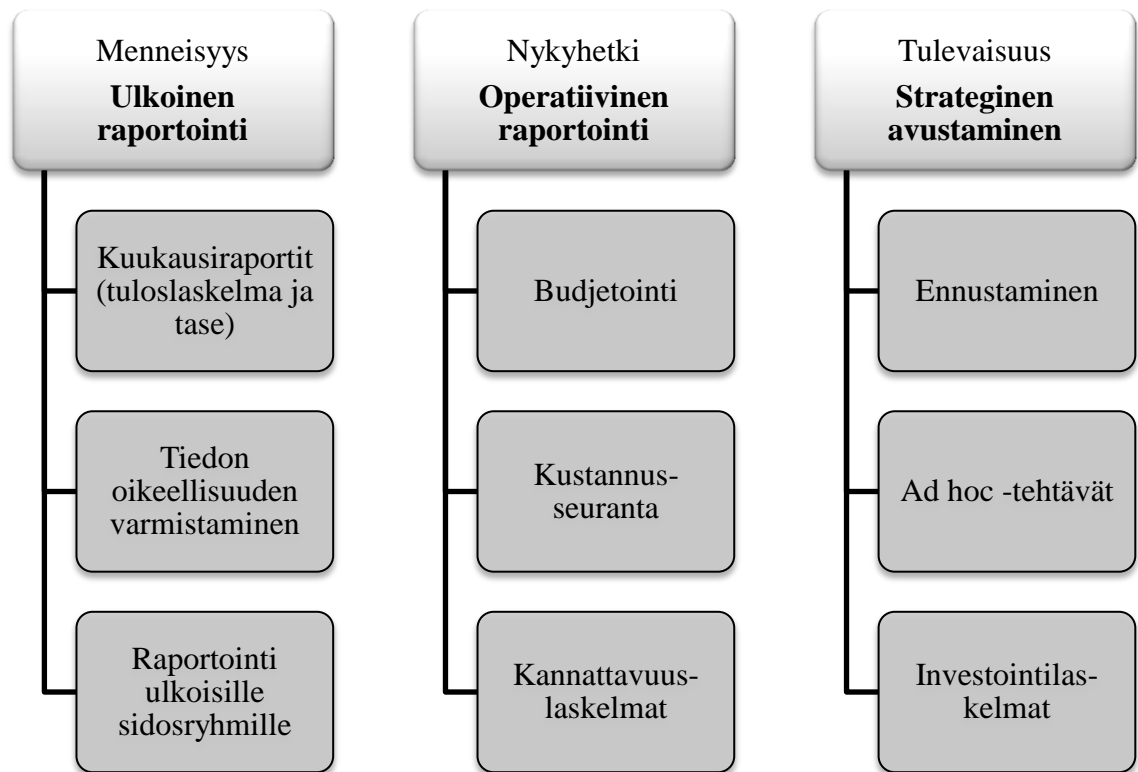 Menneisyys
Ulkoinen
raportointi
Kuukausiraportit
(tuloslaskelma ja
tase)
Tiedon
oikeellisuuden
varmistaminen
Raportointi
ulkoisille
sidosryhmille
Nykyhetki
Operatiivinen
raportointi
Budjetointi
Kustannus-
seuranta
Kannattavuus-
laskelmat
Tulevaisuus
Strateginen
avustaminen
Ennustaminen
Ad hoc -tehtävät
Investointilas-
kelmat